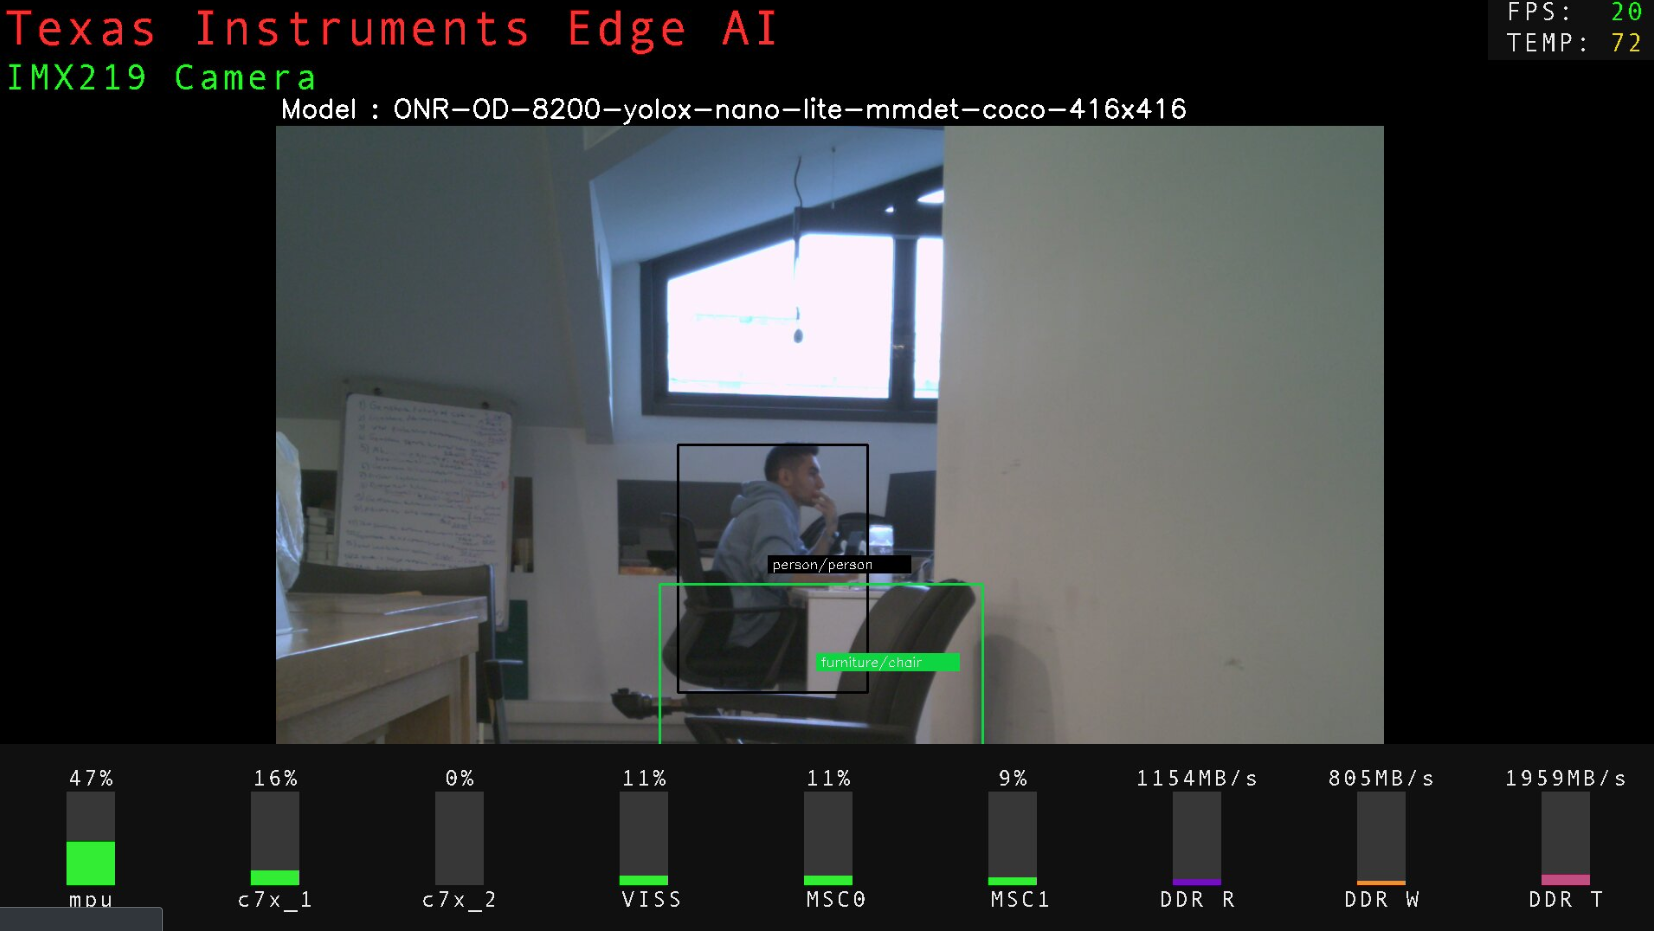 Texas Instruments Edge AI
IMX219 Camera
FPS: 20
TEMP: 72
Model : ONR-OD-8200-yolox-nano-lite-mmdet-coco-416x416
person/person
furniture/chair
47% 16% 0% 11% 11% 9% 1154MB/s 805MB/s 1959MB/s
mpu c7x_1 c7x_2 VISS MSC0 MSC1 DDR R DDR W DDR T